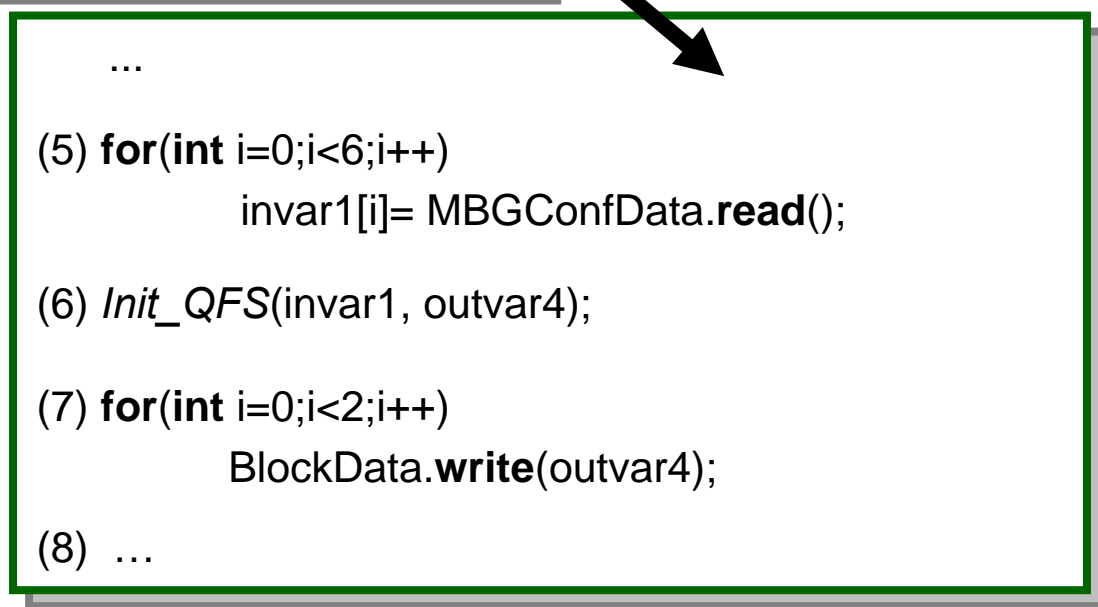 ...
(5) for(int i=0;i<6;i++)
invar1[i]= MBGConfData.read();
(6) Init_QFS(invar1, outvar4);
(7) for(int i=0;i<2;i++)
BlockData.write(outvar4);
(8) …